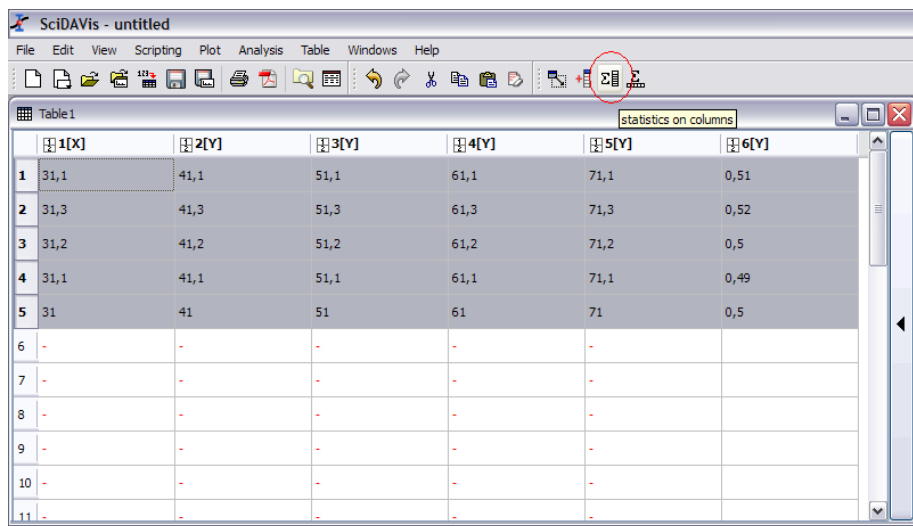 SciDAVis - untitled
File Edit View Scripting Plot Analysis Table Windows Help
Table1
statistics on columns
1[X] 2[Y] 3[Y] 4[Y] 5[Y] 6[Y]
1 31,1 41,1 51,1 61,1 71,1 0,51
2 31,3 41,3 51,3 61,3 71,3 0,52
3 31,2 41,2 51,2 61,2 71,2 0,5
4 31,1 41,1 51,1 61,1 71,1 0,49
5 31 41 51 61 71 0,5
6 - - - - -
7 - - - - -
8 - - - - -
9 - - - - -
10 - - - - -
11 - - - - -